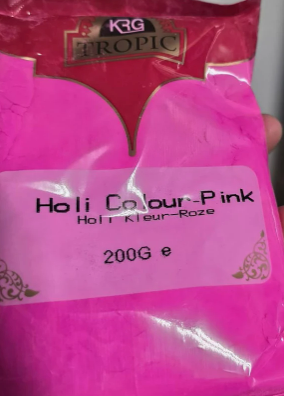 KRG
TROPIC
Holi Colour-Pink
Holi Kleur-Roze
200G e